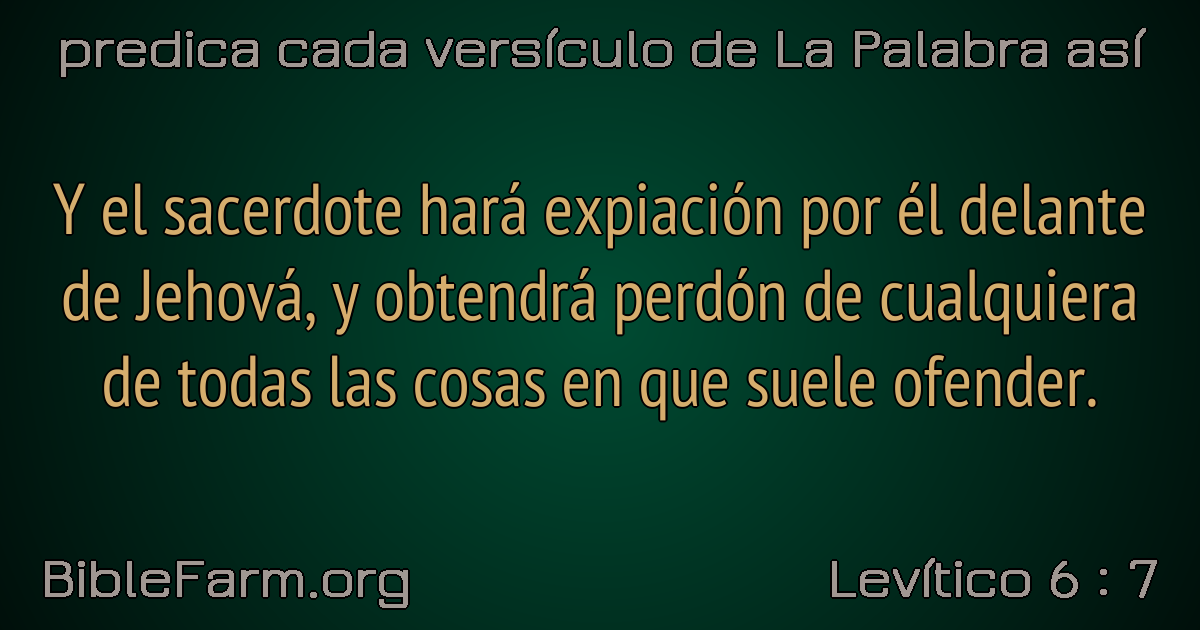 predica cada versículo de La Palabra así
Y el sacerdote hará expiación por él delante
de Jehová, y obtendrá perdón de cualquiera
de todas las cosas en que suele ofender.
BibleFarm.org
Levítico 6 : 7